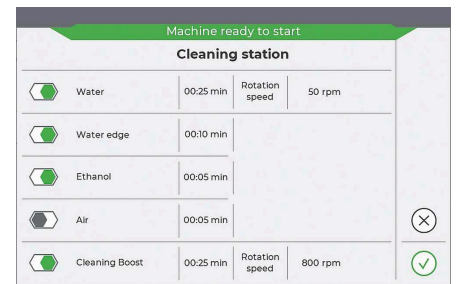 Machine ready to start
Cleaning station
Water 00:25 min Rotation speed 50 rpm
Water edge 00:10 min
Ethanol 00:05 min
Air 00:05 min
Cleaning Boost 00:25 min Rotation speed 800 rpm